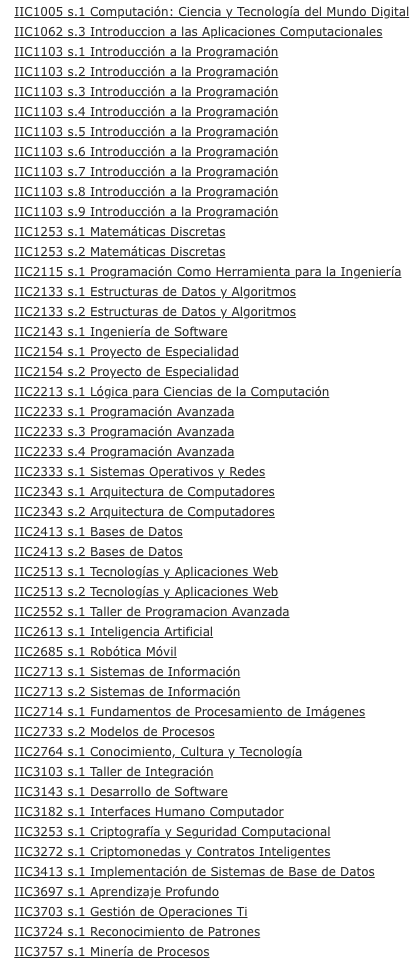 IIC1005 s.1 Computación: Ciencia y Tecnología del Mundo Digital
IIC1062 s.3 Introduccion a las Aplicaciones Computacionales
IIC1103 s.1 Introducción a la Programación
IIC1103 s.2 Introducción a la Programación
IIC1103 s.3 Introducción a la Programación
IIC1103 s.4 Introducción a la Programación
IIC1103 s.5 Introducción a la Programación
IIC1103 s.6 Introducción a la Programación
IIC1103 s.7 Introducción a la Programación
IIC1103 s.8 Introducción a la Programación
IIC1103 s.9 Introducción a la Programación
IIC1253 s.1 Matemáticas Discretas
IIC1253 s.2 Matemáticas Discretas
IIC2115 s.1 Programación Como Herramienta para la Ingeniería
IIC2133 s.1 Estructuras de Datos y Algoritmos
IIC2133 s.2 Estructuras de Datos y Algoritmos
IIC2143 s.1 Ingeniería de Software
IIC2154 s.1 Proyecto de Especialidad
IIC2154 s.2 Proyecto de Especialidad
IIC2213 s.1 Lógica para Ciencias de la Computación
IIC2233 s.1 Programación Avanzada
IIC2233 s.3 Programación Avanzada
IIC2233 s.4 Programación Avanzada
IIC2333 s.1 Sistemas Operativos y Redes
IIC2343 s.1 Arquitectura de Computadores
IIC2343 s.2 Arquitectura de Computadores
IIC2413 s.1 Bases de Datos
IIC2413 s.2 Bases de Datos
IIC2513 s.1 Tecnologías y Aplicaciones Web
IIC2513 s.2 Tecnologías y Aplicaciones Web
IIC2552 s.1 Taller de Programacion Avanzada
IIC2613 s.1 Inteligencia Artificial
IIC2685 s.1 Robótica Móvil
IIC2713 s.1 Sistemas de Información
IIC2713 s.2 Sistemas de Información
IIC2714 s.1 Fundamentos de Procesamiento de Imágenes
IIC2733 s.2 Modelos de Procesos
IIC2764 s.1 Conocimiento, Cultura y Tecnología
IIC3103 s.1 Taller de Integración
IIC3143 s.1 Desarrollo de Software
IIC3182 s.1 Interfaces Humano Computador
IIC3253 s.1 Criptografía y Seguridad Computacional
IIC3272 s.1 Criptomonedas y Contratos Inteligentes
IIC3413 s.1 Implementación de Sistemas de Base de Datos
IIC3697 s.1 Aprendizaje Profundo
IIC3703 s.1 Gestión de Operaciones Ti
IIC3724 s.1 Reconocimiento de Patrones
IIC3757 s.1 Minería de Procesos